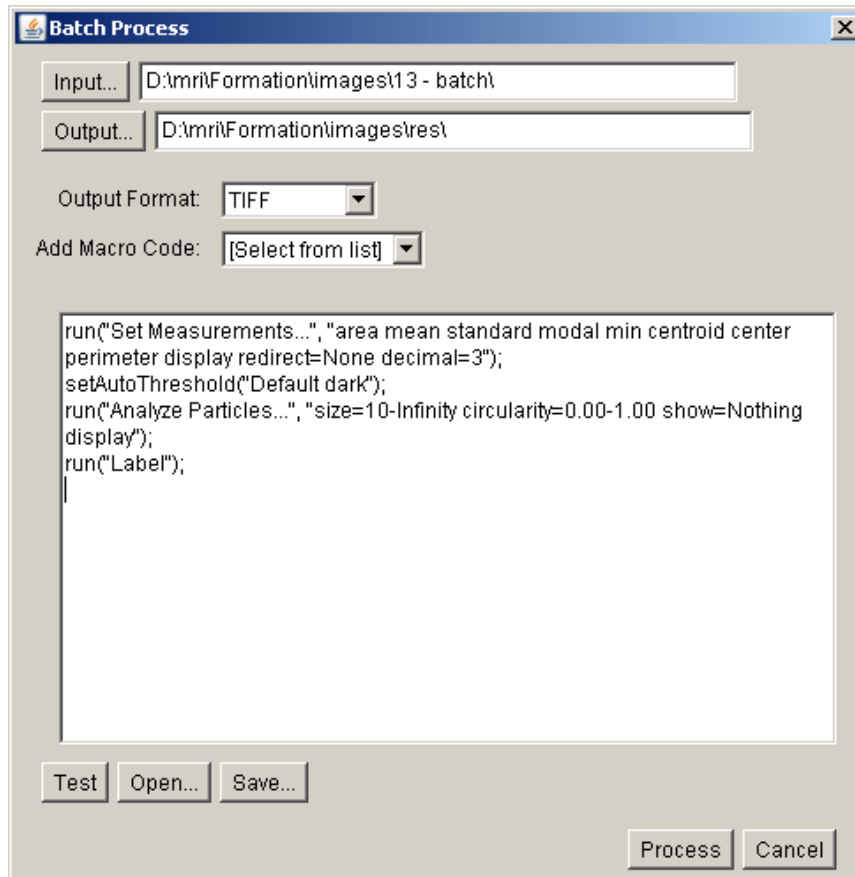 Batch Process
Input... D:\mri\Formation\images\13 - batch\
Output... D:\mri\Formation\images\res\
Output Format: TIFF
Add Macro Code: [Select from list]
run("Set Measurements...", "area mean standard modal min centroid center
perimeter display redirect=None decimal=3");
setAutoThreshold("Default dark");
run("Analyze Particles...", "size=10-Infinity circularity=0.00-1.00 show=Nothing
display");
run("Label");
Test Open... Save...
Process Cancel